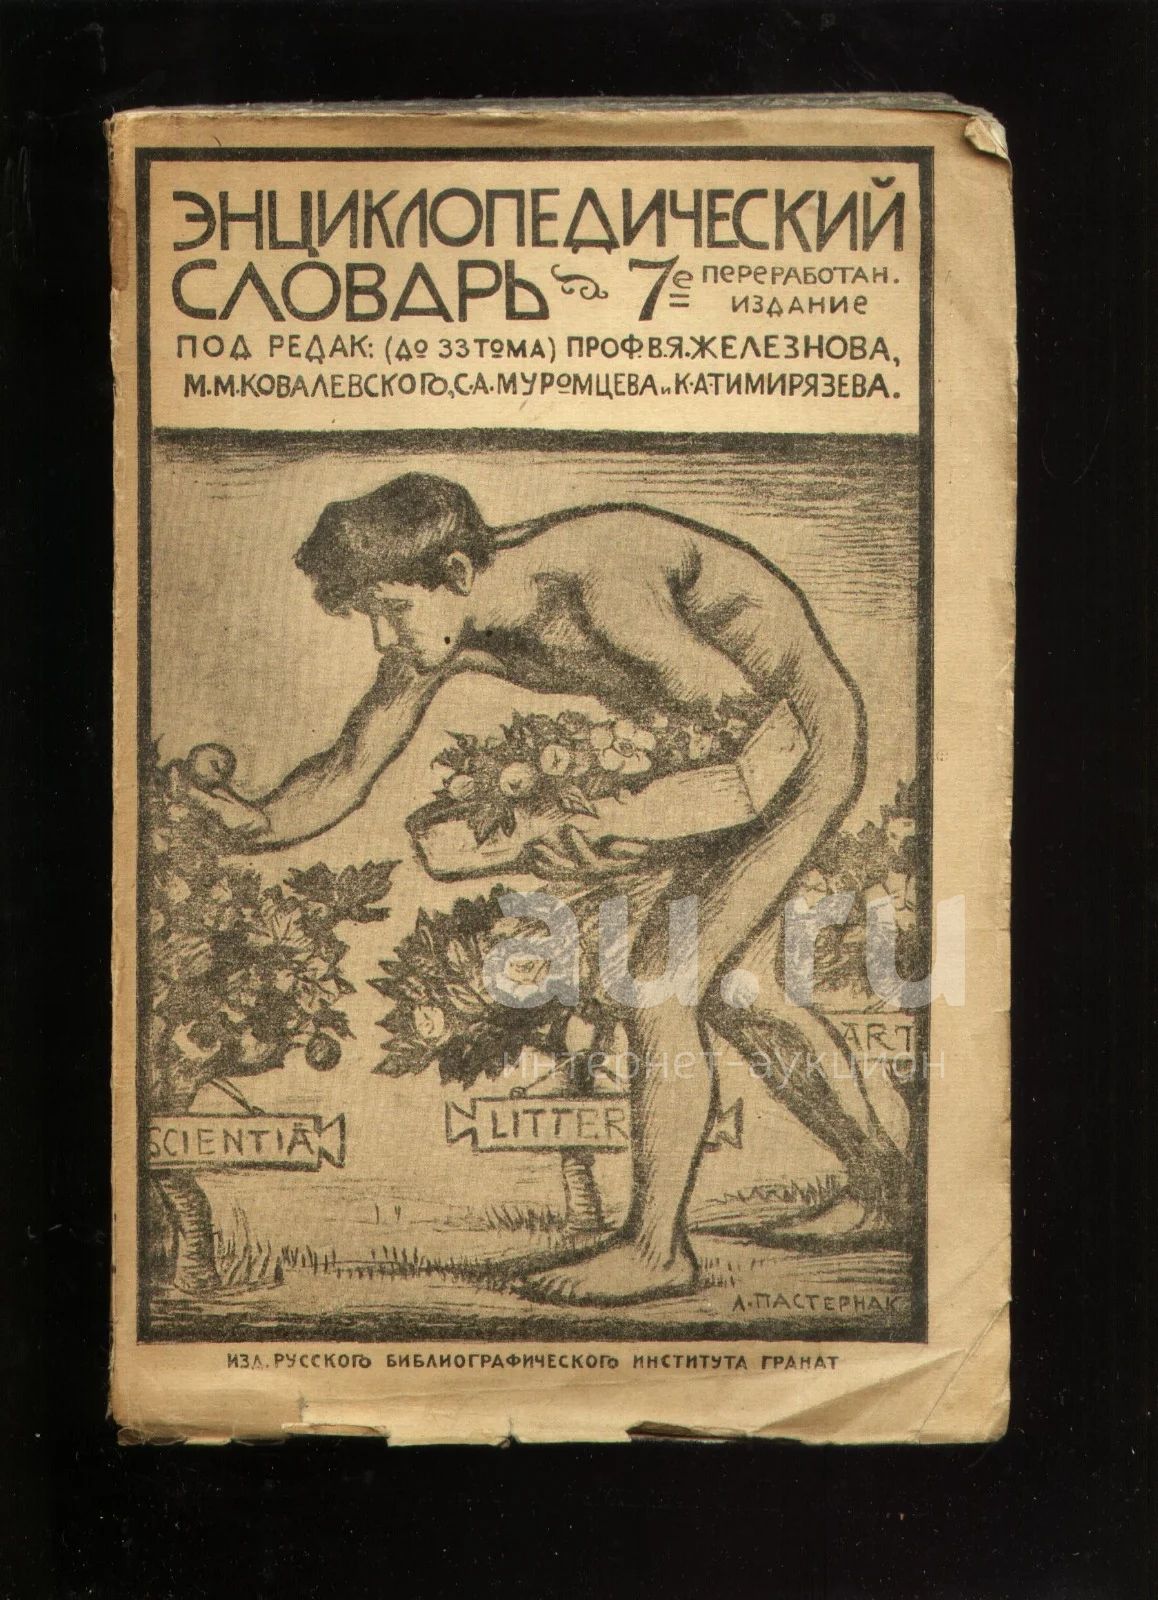 ЭНЦИКЛОПЕДИЧЕСКИЙ
СЛОВАРЬ 7е ПЕРЕРАБОТАН.
ИЗДАНИЕ
ПОД РЕДАК: (ДО 33 ТОМА) ПРОФ. В.Я. ЖЕЛЕЗНОВА,
М.М. КОВАЛЕВСКОГО, С.А. МУРОМЦЕВА и К.А. ТИМИРЯЗЕВА.
au.ru
интернет-аукцион
ART
SCIENTIA
LITTER
Л. ПАСТЕРНАК
ИЗД. РУССКОГО БИБЛИОГРАФИЧЕСКОГО ИНСТИТУТА ГРАНАТ